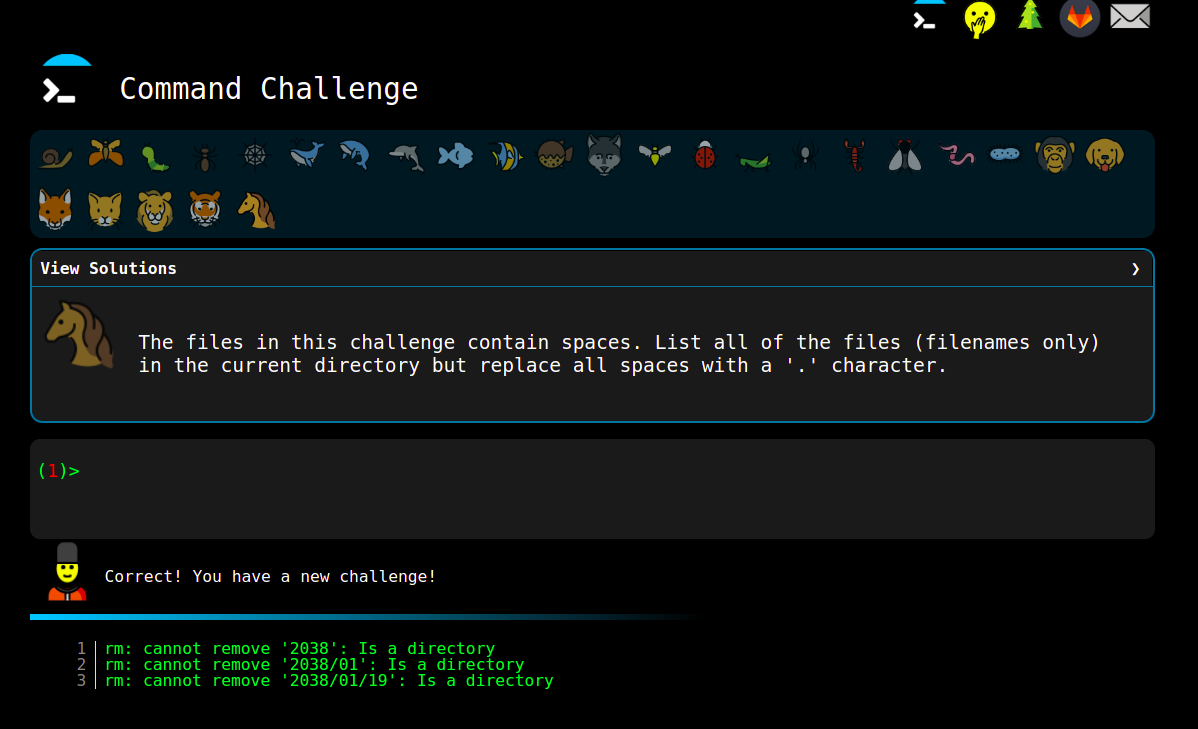 Command Challenge
View Solutions ❯
The files in this challenge contain spaces. List all of the files (filenames only)
in the current directory but replace all spaces with a '.' character.
(1)>
Correct! You have a new challenge!
1 rm: cannot remove '2038': Is a directory
2 rm: cannot remove '2038/01': Is a directory
3 rm: cannot remove '2038/01/19': Is a directory